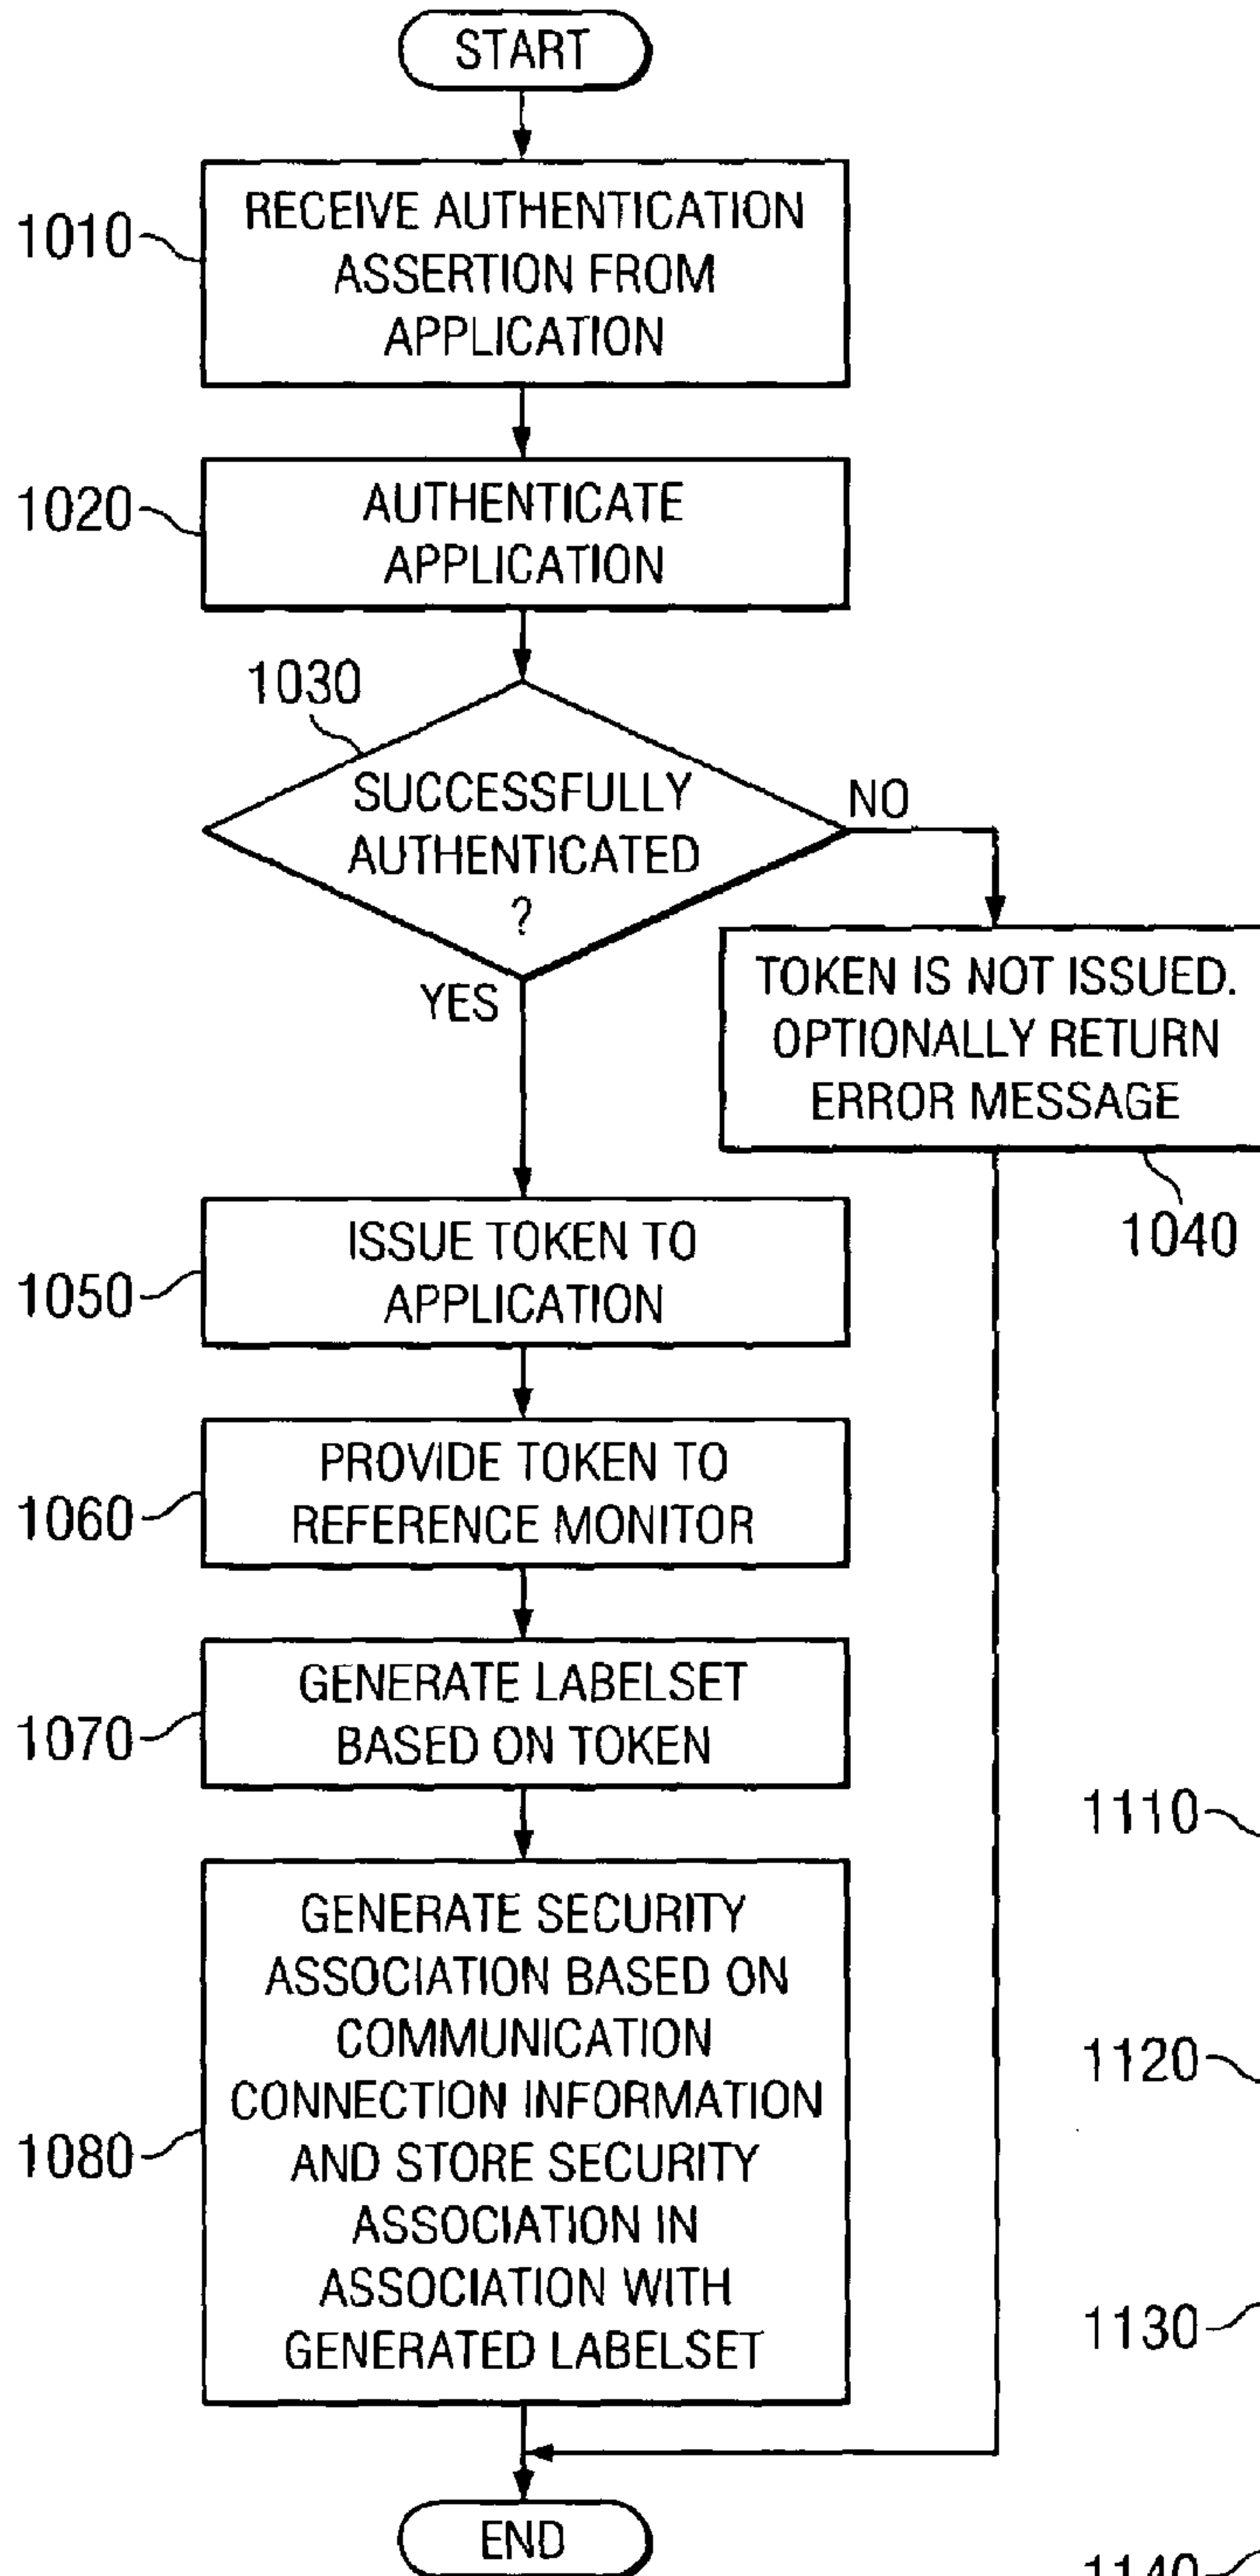 START
1010
RECEIVE AUTHENTICATION
ASSERTION FROM
APPLICATION
1020
AUTHENTICATE
APPLICATION
1030
SUCCESSFULLY
AUTHENTICATED
?
NO
YES
TOKEN IS NOT ISSUED.
OPTIONALLY RETURN
ERROR MESSAGE
1040
1050
ISSUE TOKEN TO
APPLICATION
1060
PROVIDE TOKEN TO
REFERENCE MONITOR
1070
GENERATE LABELSET
BASED ON TOKEN
1080
GENERATE SECURITY
ASSOCIATION BASED ON
COMMUNICATION
CONNECTION INFORMATION
AND STORE SECURITY
ASSOCIATION IN
ASSOCIATION WITH
GENERATED LABELSET
END
1110
1120
1130
1140